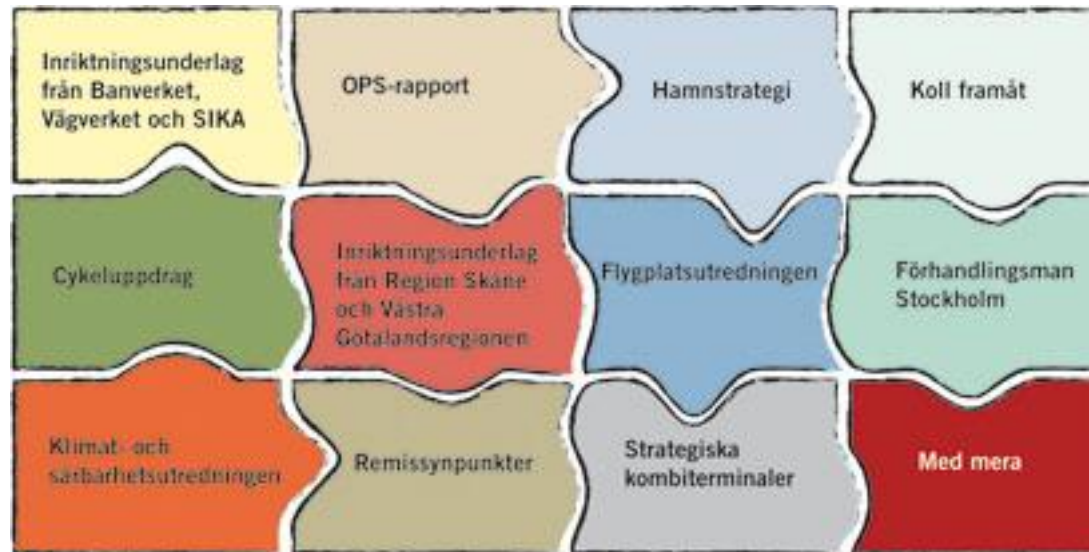 Inriktningsunderlag
från Banverket,
Vägverket och SIKA
OPS-rapport
Hamnstrategi
Koll framåt
Cykeluppdrag
Inriktningsunderlag
från Region Skåne
och Västra
Götalandsregionen
Flygplatsutredningen
Förhandlingsman
Stockholm
Klimat- och
sårbarhetsutredningen
Remissynpunkter
Strategiska
kombiterminaler
Med mera